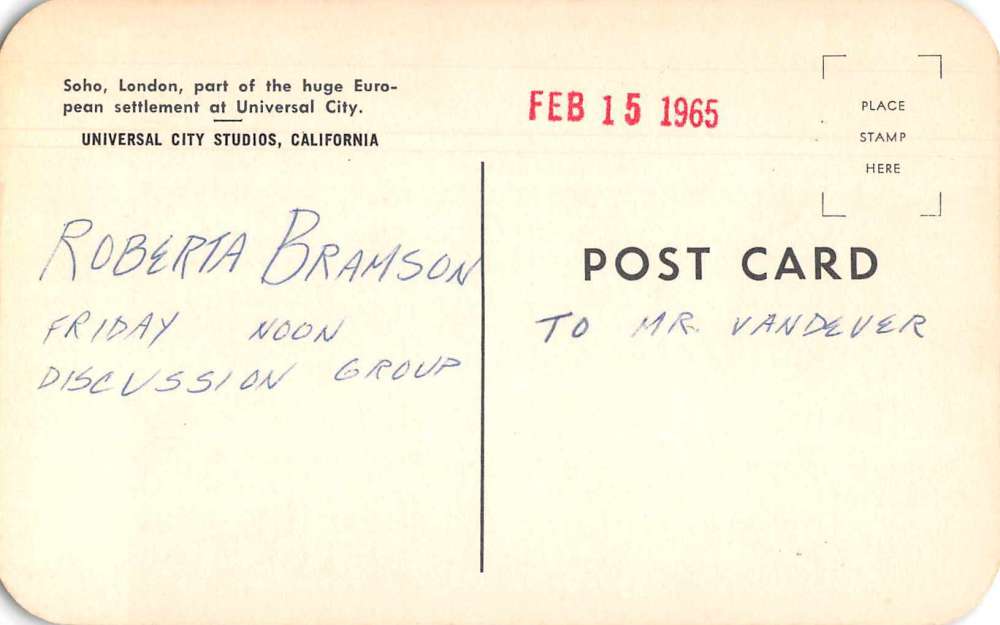 Soho, London, part of the huge Euro-
pean settlement at Universal City.
UNIVERSAL CITY STUDIOS, CALIFORNIA
FEB 15 1965
PLACE
STAMP
HERE
POST CARD
ROBERTA BRAMSON
FRIDAY NOON
DISCUSSION GROUP
TO MR. VANDEVER